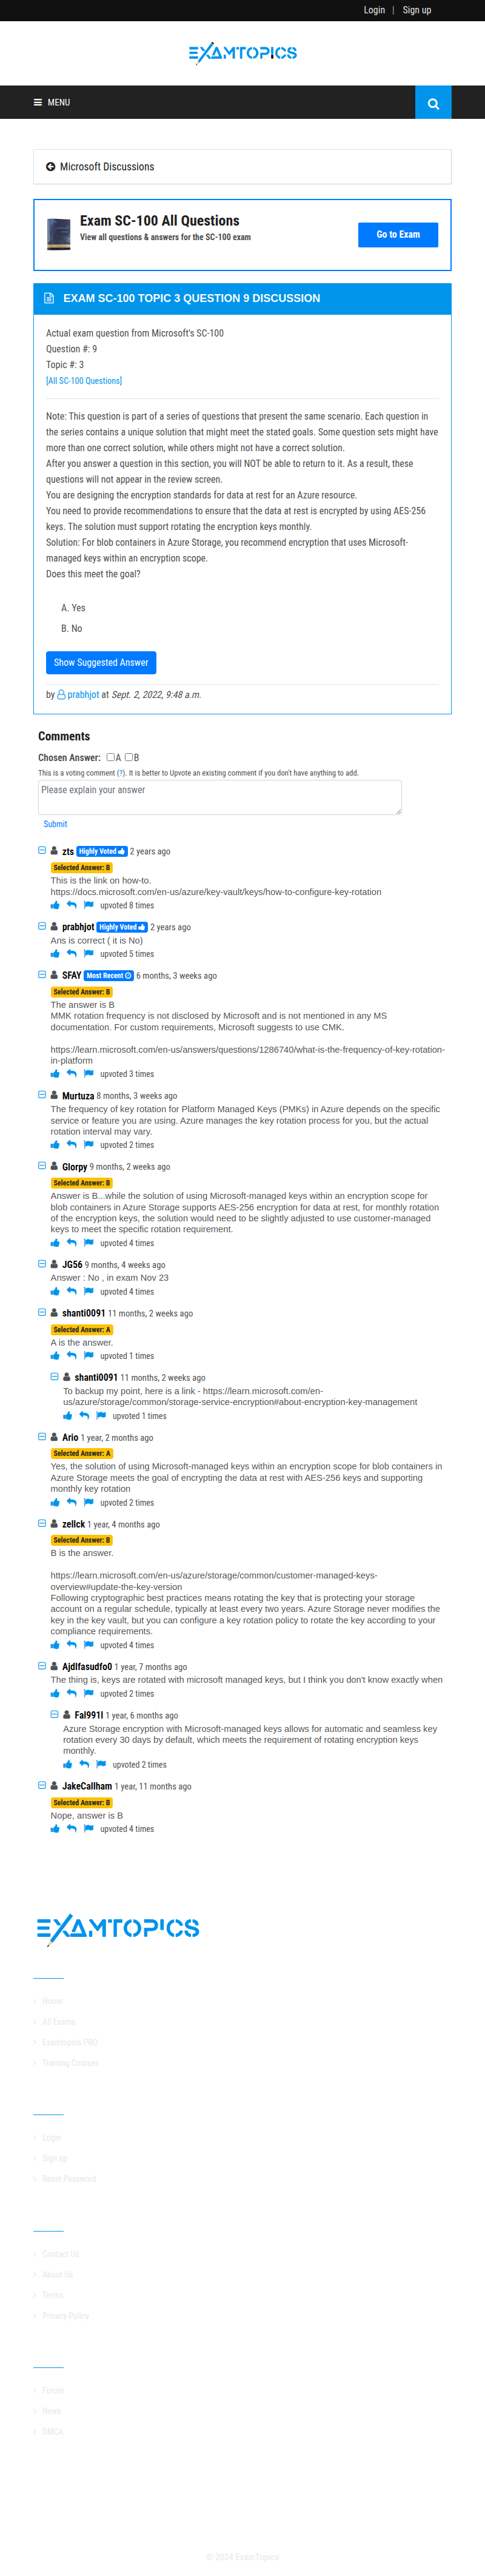 Login | Sign up
EXAMTOPICS
MENU
Microsoft Discussions
Exam SC-100 All Questions
View all questions & answers for the SC-100 exam
Go to Exam
EXAM SC-100 TOPIC 3 QUESTION 9 DISCUSSION
Actual exam question from Microsoft's SC-100
Question #: 9
Topic #: 3
[All SC-100 Questions]
Note: This question is part of a series of questions that present the same scenario. Each question in
the series contains a unique solution that might meet the stated goals. Some question sets might have
more than one correct solution, while others might not have a correct solution.
After you answer a question in this section, you will NOT be able to return to it. As a result, these
questions will not appear in the review screen.
You are designing the encryption standards for data at rest for an Azure resource.
You need to provide recommendations to ensure that the data at rest is encrypted by using AES-256
keys. The solution must support rotating the encryption keys monthly.
Solution: For blob containers in Azure Storage, you recommend encryption that uses Microsoft-
managed keys within an encryption scope.
Does this meet the goal?
A. Yes
B. No
Show Suggested Answer
by prabhjot at Sept. 2, 2022, 9:48 a.m.
Comments
Chosen Answer: A B
This is a voting comment (?). It is better to Upvote an existing comment if you don't have anything to add.
Please explain your answer
Submit
zts Highly Voted 2 years ago
Selected Answer: B
This is the link on how-to.
https://docs.microsoft.com/en-us/azure/key-vault/keys/how-to-configure-key-rotation
upvoted 8 times
prabhjot Highly Voted 2 years ago
Ans is correct ( it is No)
upvoted 5 times
SFAY Most Recent 6 months, 3 weeks ago
Selected Answer: B
The answer is B
MMK rotation frequency is not disclosed by Microsoft and is not mentioned in any MS
documentation. For custom requirements, Microsoft suggests to use CMK.
https://learn.microsoft.com/en-us/answers/questions/1286740/what-is-the-frequency-of-key-rotation-
in-platform
upvoted 3 times
Murtuza 8 months, 3 weeks ago
The frequency of key rotation for Platform Managed Keys (PMKs) in Azure depends on the specific
service or feature you are using. Azure manages the key rotation process for you, but the actual
rotation interval may vary.
upvoted 2 times
Glorpy 9 months, 2 weeks ago
Selected Answer: B
Answer is B...while the solution of using Microsoft-managed keys within an encryption scope for
blob containers in Azure Storage supports AES-256 encryption for data at rest, for monthly rotation
of the encryption keys, the solution would need to be slightly adjusted to use customer-managed
keys to meet the specific rotation requirement.
upvoted 4 times
JG56 9 months, 4 weeks ago
Answer : No , in exam Nov 23
upvoted 4 times
shanti0091 11 months, 2 weeks ago
Selected Answer: A
A is the answer.
upvoted 1 times
shanti0091 11 months, 2 weeks ago
To backup my point, here is a link - https://learn.microsoft.com/en-
us/azure/storage/common/storage-service-encryption#about-encryption-key-management
upvoted 1 times
Ario 1 year, 2 months ago
Selected Answer: A
Yes, the solution of using Microsoft-managed keys within an encryption scope for blob containers in
Azure Storage meets the goal of encrypting the data at rest with AES-256 keys and supporting
monthly key rotation
upvoted 2 times
zellck 1 year, 4 months ago
Selected Answer: B
B is the answer.
https://learn.microsoft.com/en-us/azure/storage/common/customer-managed-keys-
overview#update-the-key-version
Following cryptographic best practices means rotating the key that is protecting your storage
account on a regular schedule, typically at least every two years. Azure Storage never modifies the
key in the key vault, but you can configure a key rotation policy to rotate the key according to your
compliance requirements.
upvoted 4 times
Ajdlfasudfo0 1 year, 7 months ago
The thing is, keys are rotated with microsoft managed keys, but I think you don't know exactly when
upvoted 2 times
Fal991l 1 year, 6 months ago
Azure Storage encryption with Microsoft-managed keys allows for automatic and seamless key
rotation every 30 days by default, which meets the requirement of rotating encryption keys
monthly.
upvoted 2 times
JakeCallham 1 year, 11 months ago
Selected Answer: B
Nope, answer is B
upvoted 4 times
EXAMTOPICS
Home
All Exams
Examtopics PRO
Training Courses
Login
Sign up
Reset Password
Contact Us
About Us
Terms
Privacy Policy
Forum
News
DMCA
© 2024 ExamTopics